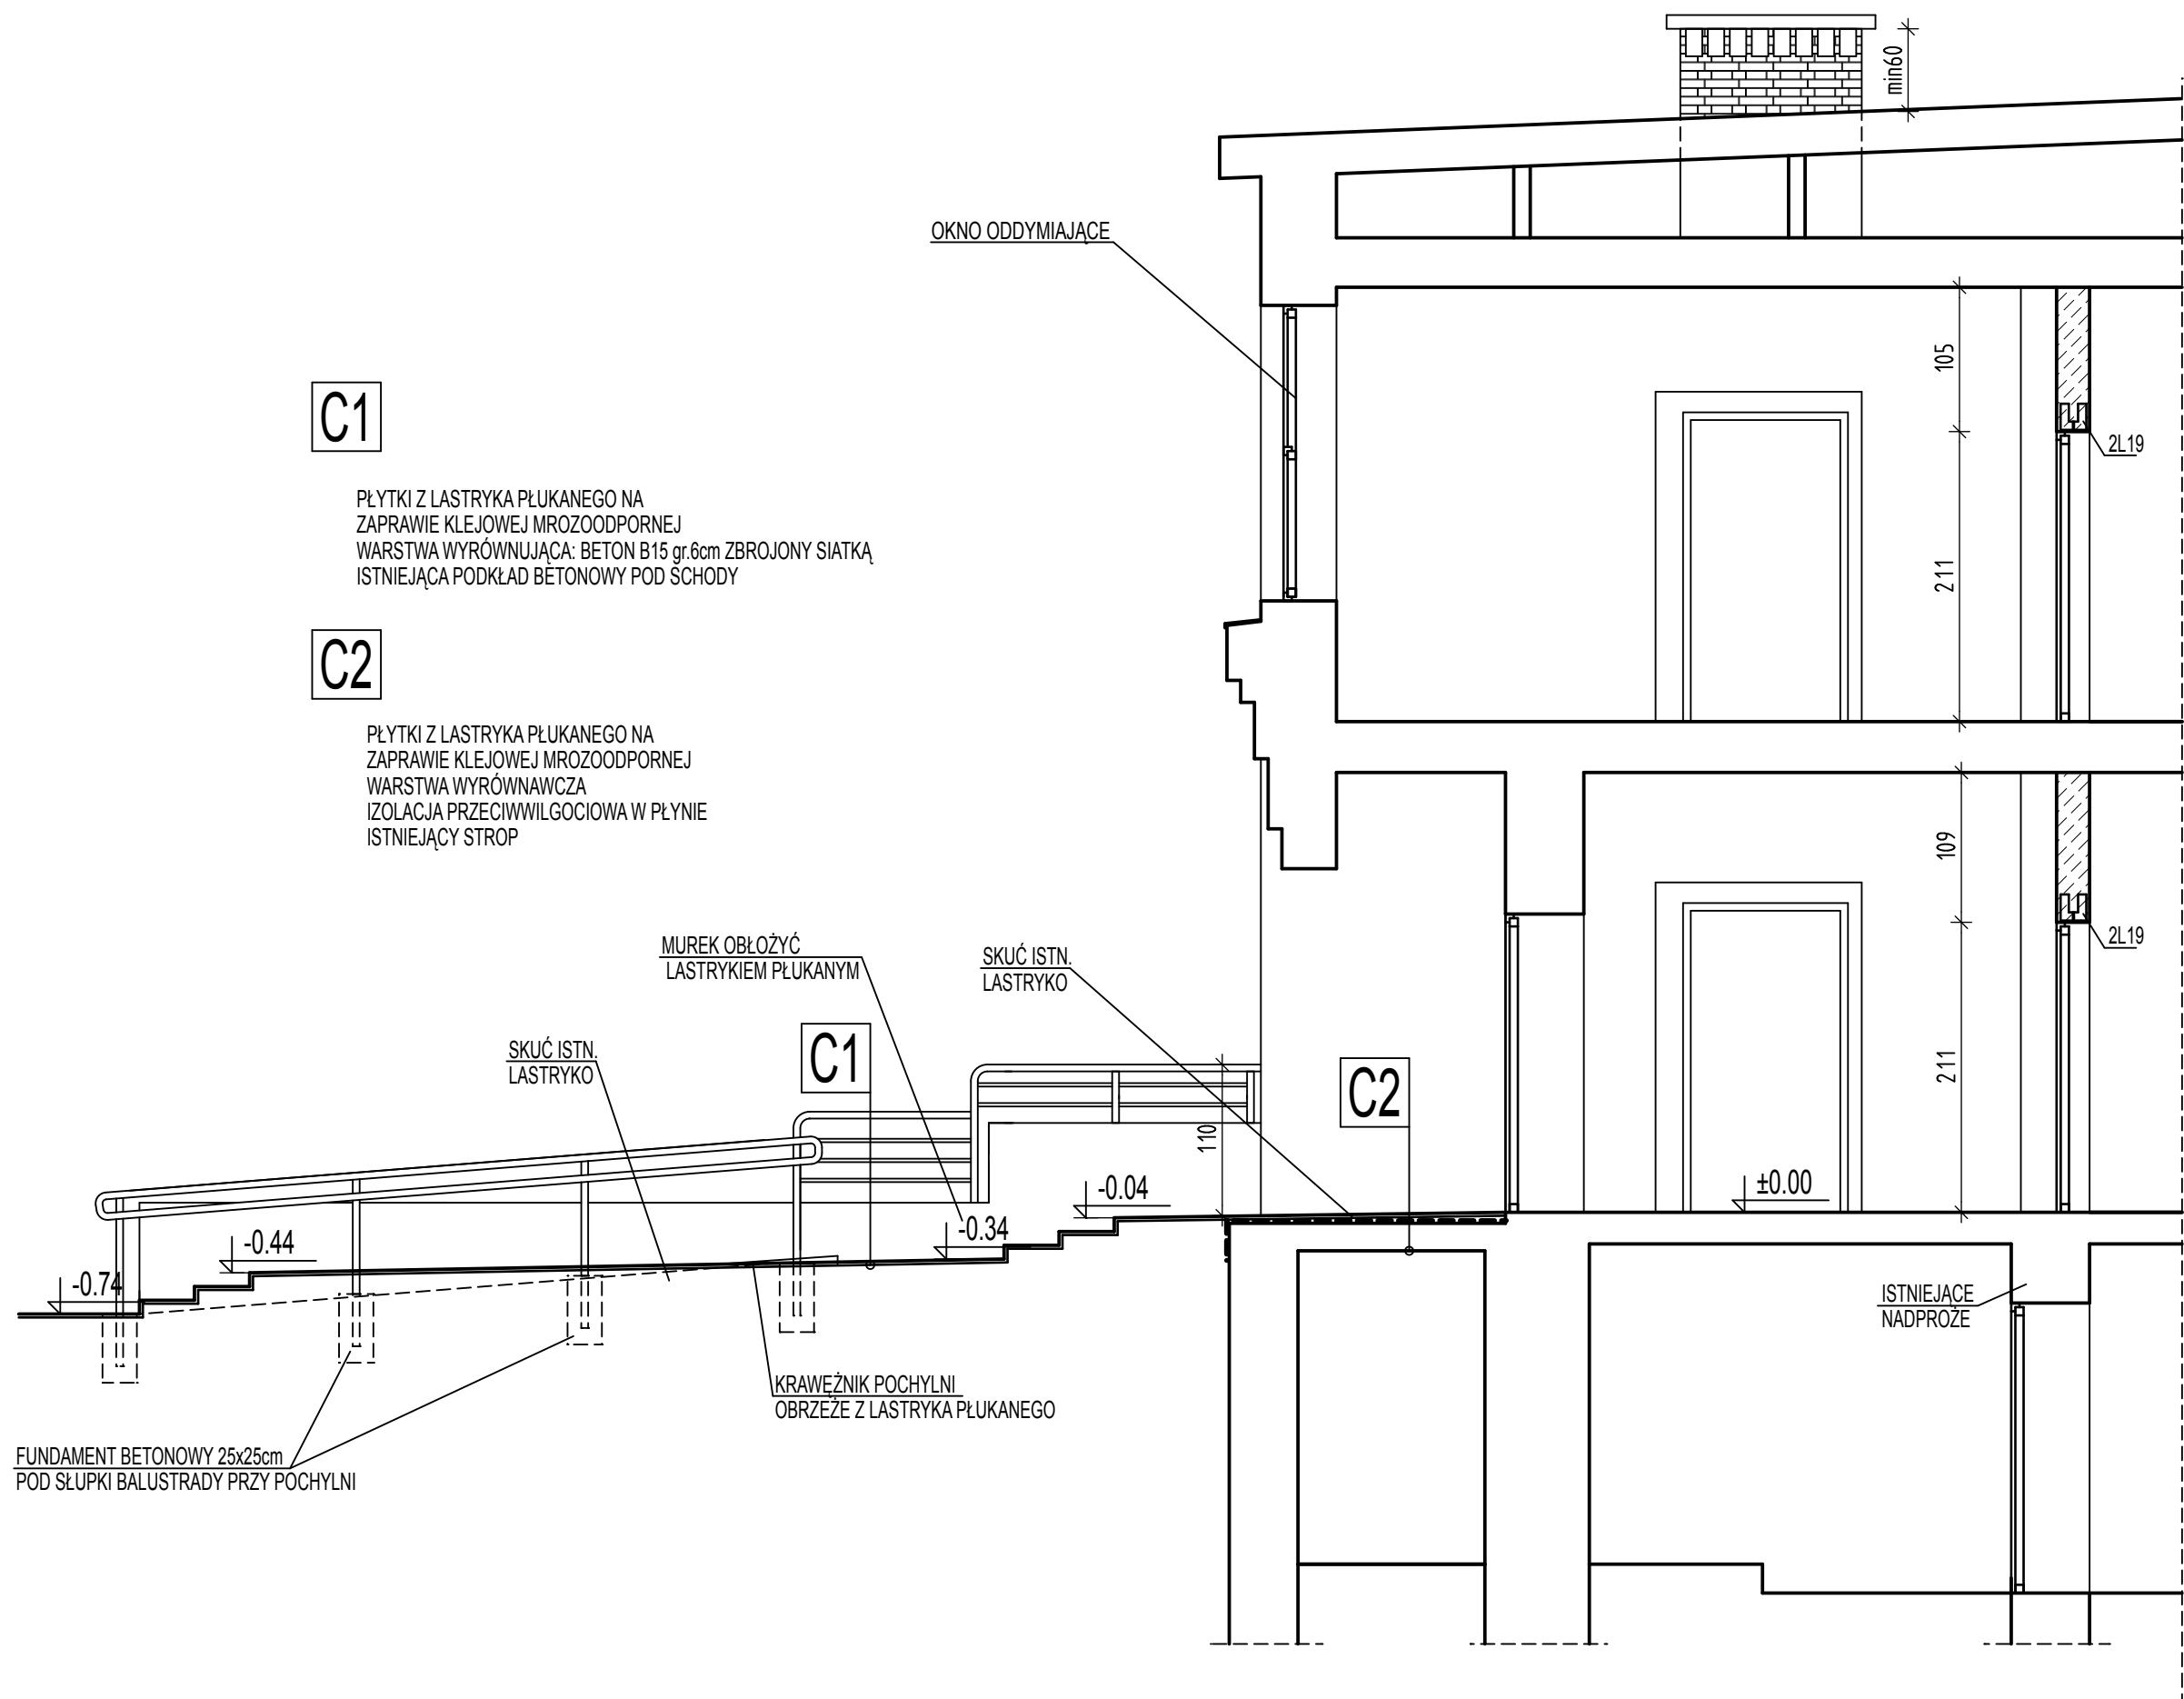 min60
OKNO ODDYMIAJĄCE
105
C1
2L19
PŁYTKI Z LASTRYKA PŁUKANEGO NA
ZAPRAWIE KLEJOWEJ MROZOODPORNEJ
WARSTWA WYRÓWNUJĄCA: BETON B15 gr.6cm ZBROJONY SIATKĄ
ISTNIEJĄCA PODKŁAD BETONOWY POD SCHODY
211
C2
PŁYTKI Z LASTRYKA PŁUKANEGO NA
ZAPRAWIE KLEJOWEJ MROZOODPORNEJ
WARSTWA WYRÓWNAWCZA
IZOLACJA PRZECIWWILGOCIOWA W PŁYNIE
ISTNIEJĄCY STROP
109
2L19
MUREK OBŁOŻYĆ
LASTRYKIEM PŁUKANYM
SKUĆ ISTN.
LASTRYKO
SKUĆ ISTN.
LASTRYKO
C1
C2
211
110
-0.04
±0.00
-0.34
-0.44
-0.74
ISTNIEJĄCE
NADPROŻE
KRAWĘŻNIK POCHYLNI
OBRZEŻE Z LASTRYKA PŁUKANEGO
FUNDAMENT BETONOWY 25x25cm
POD SŁUPKI BALUSTRADY PRZY POCHYLNI